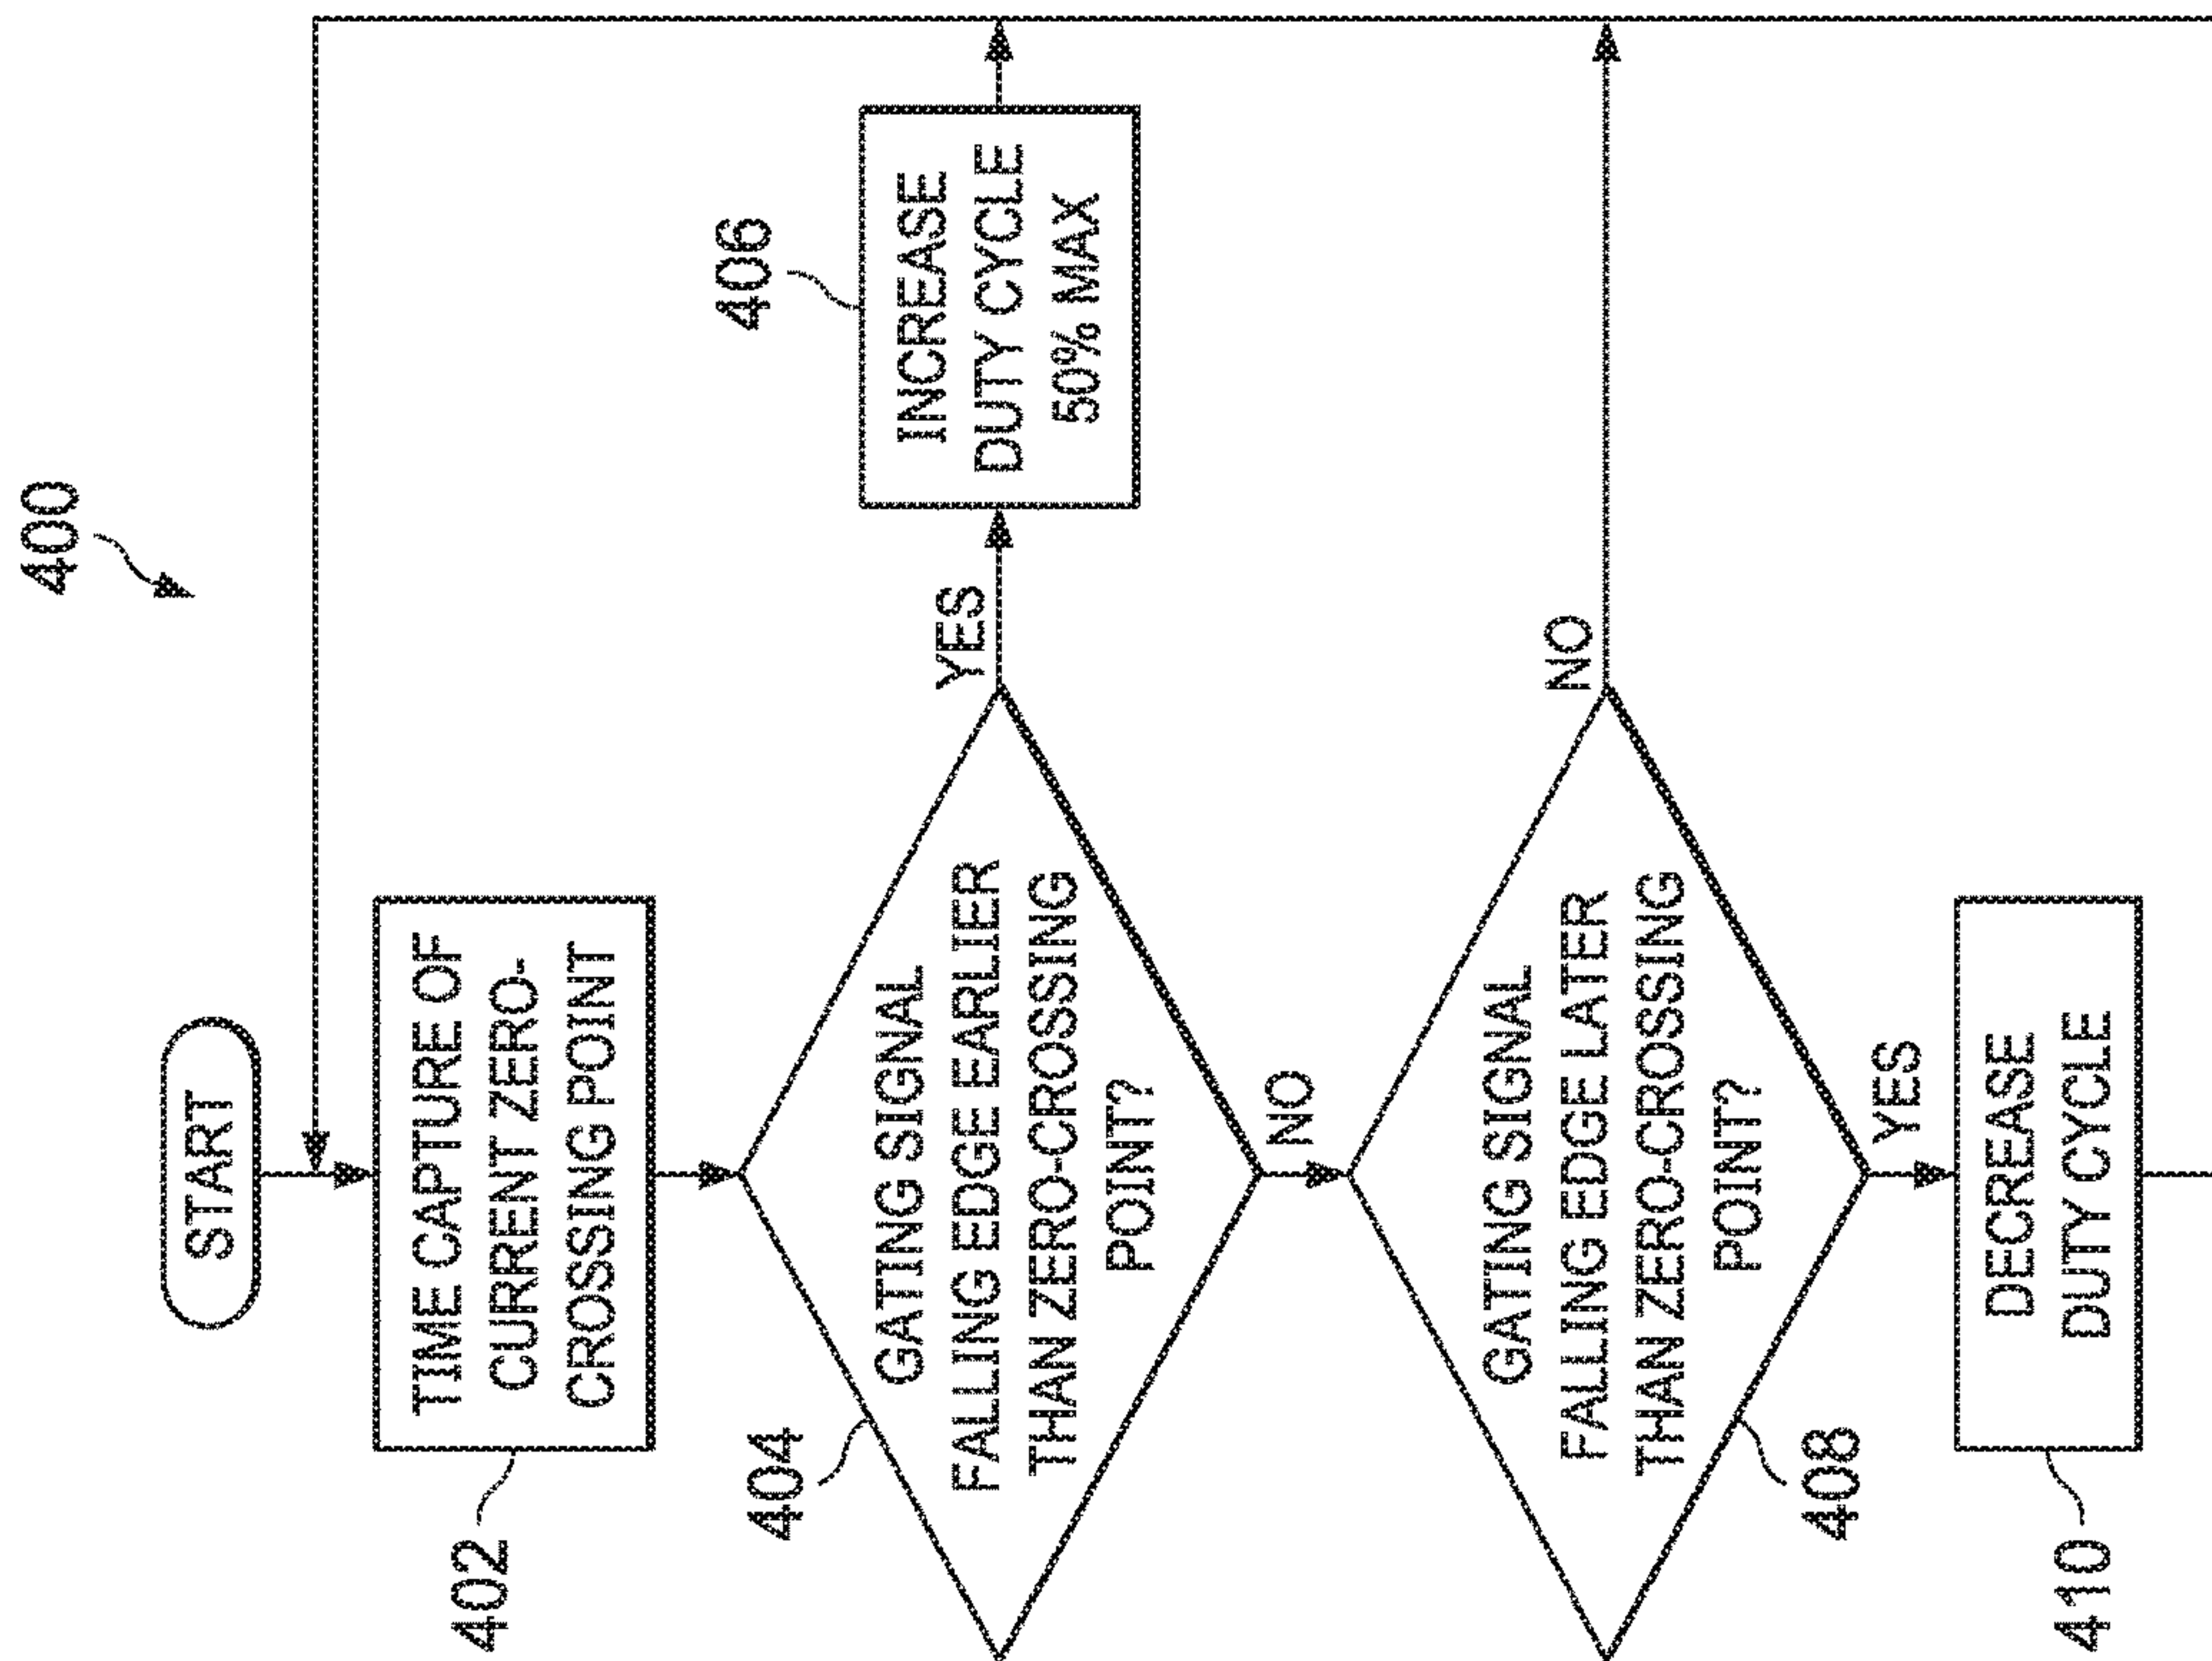 400
START
402
TIME CAPTURE OF
CURRENT ZERO-
CROSSING POINT
404
GATING SIGNAL
FALLING EDGE EARLIER
THAN ZERO-CROSSING
POINT?
YES
406
INCREASE
DUTY CYCLE
50% MAX
NO
GATING SIGNAL
FALLING EDGE LATER
THAN ZERO-CROSSING
POINT?
NO
408
YES
410
DECREASE
DUTY CYCLE